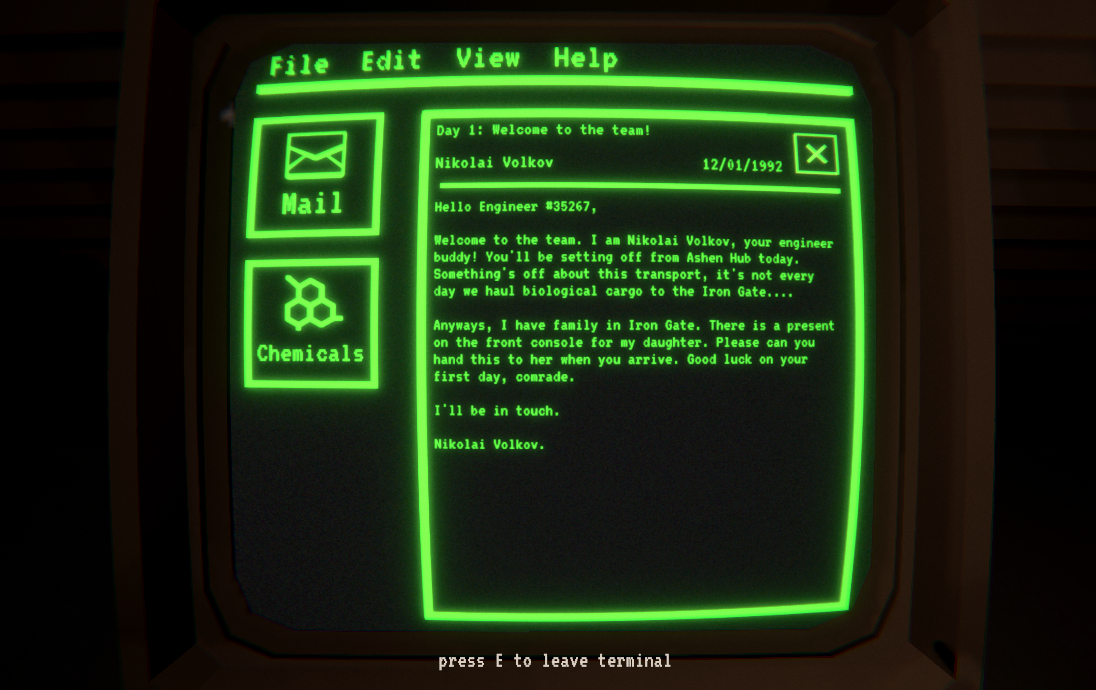 File Edit View Help
Mail
Chemicals
Day 1: Welcome to the team!
Nikolai Volkov 12/01/1992
Hello Engineer #35267,
Welcome to the team. I am Nikolai Volkov, your engineer
buddy! You'll be setting off from Ashen Hub today.
Something's off about this transport, it's not every
day we haul biological cargo to the Iron Gate....
Anyways, I have family in Iron Gate. There is a present
on the front console for my daughter. Please can you
hand this to her when you arrive. Good luck on your
first day, comrade.
I'll be in touch.
Nikolai Volkov.
press E to leave terminal